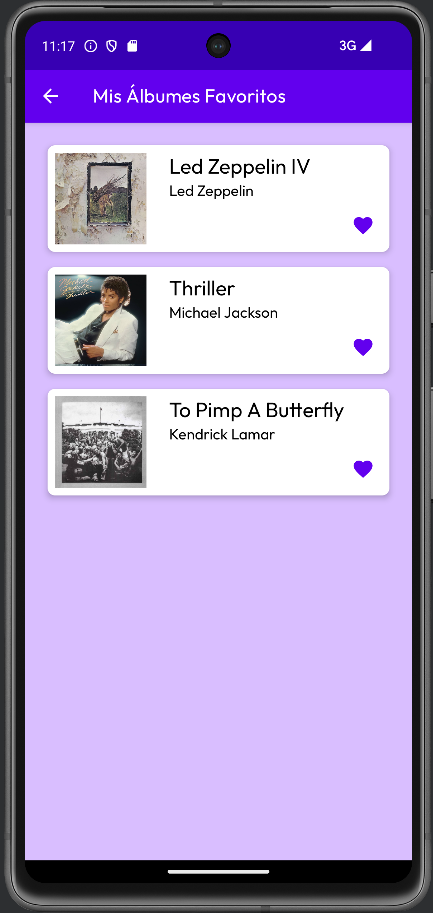 11:17
3G
Mis Álbumes Favoritos
Led Zeppelin IV
Led Zeppelin
Thriller
Michael Jackson
To Pimp A Butterfly
Kendrick Lamar